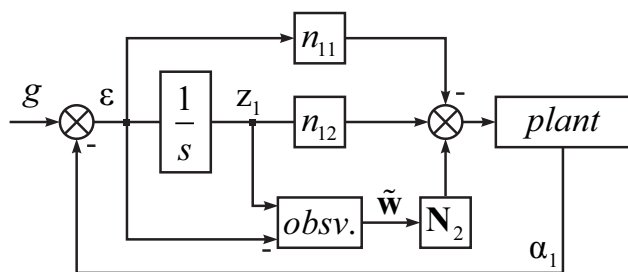 n₁₁
g
ε
1
s
z₁
n₁₂
plant
-
-
obsv.
-
w̃
N₂
α₁